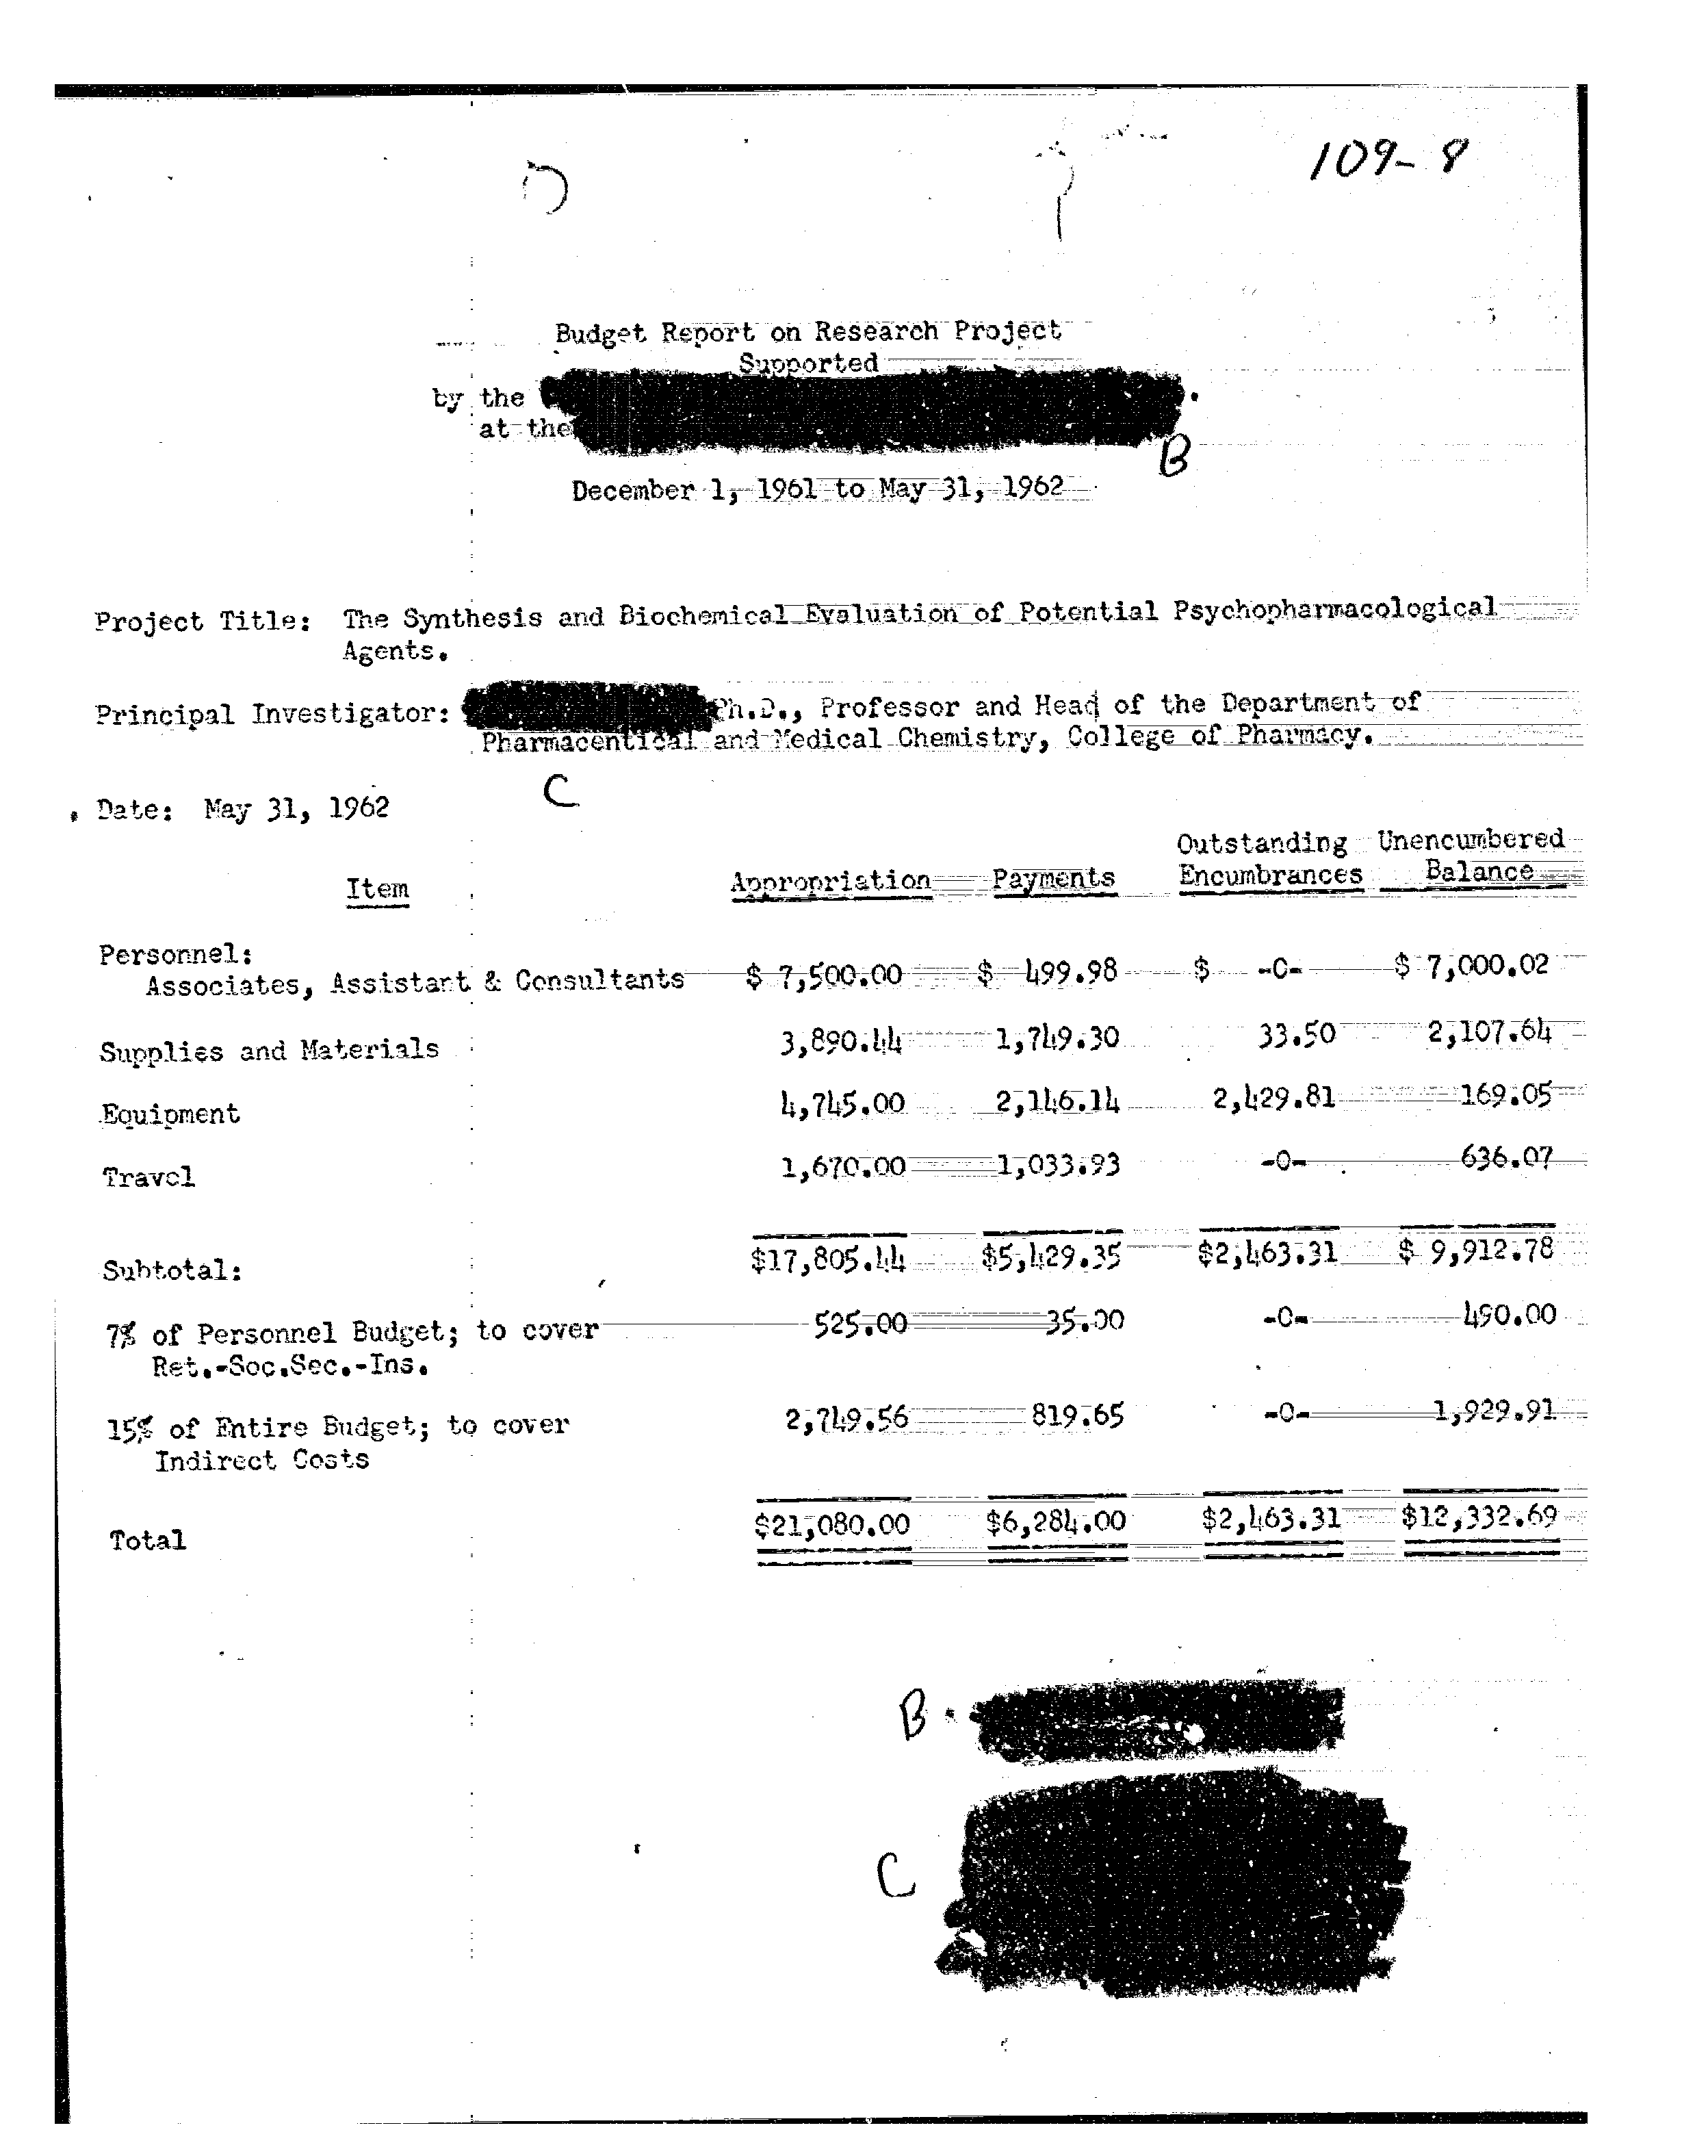 109-8
Budget Report on Research Project
Supported
by the
at the
B
December 1, 1961 to May 31, 1962
Project Title: The Synthesis and Biochemical Evaluation of Potential Psychopharmacological
Agents.
Principal Investigator: Ph.D., Professor and Head of the Department of
Pharmacentical and Medical Chemistry, College of Pharmacy.
C
Date: May 31, 1962
Outstanding Unencumbered
Item Appropriation Payments Encumbrances Balance
Personnel:
Associates, Assistant & Consultants $ 7,500.00 $ 499.98 $ -0- $ 7,000.02
Supplies and Materials 3,890.44 1,749.30 33.50 2,107.64
Equipment 4,745.00 2,146.14 2,429.81 169.05
Travel 1,670.00 1,033.93 -0- 636.07
Subtotal: $17,805.44 $5,429.35 $2,463.31 $ 9,912.78
7% of Personnel Budget; to cover 525.00 35.00 -0- 490.00
Ret.-Soc.Sec.-Ins.
15% of Entire Budget; to cover 2,749.56 819.65 -0- 1,929.91
Indirect Costs
Total $21,080.00 $6,284.00 $2,463.31 $12,332.69
B
C